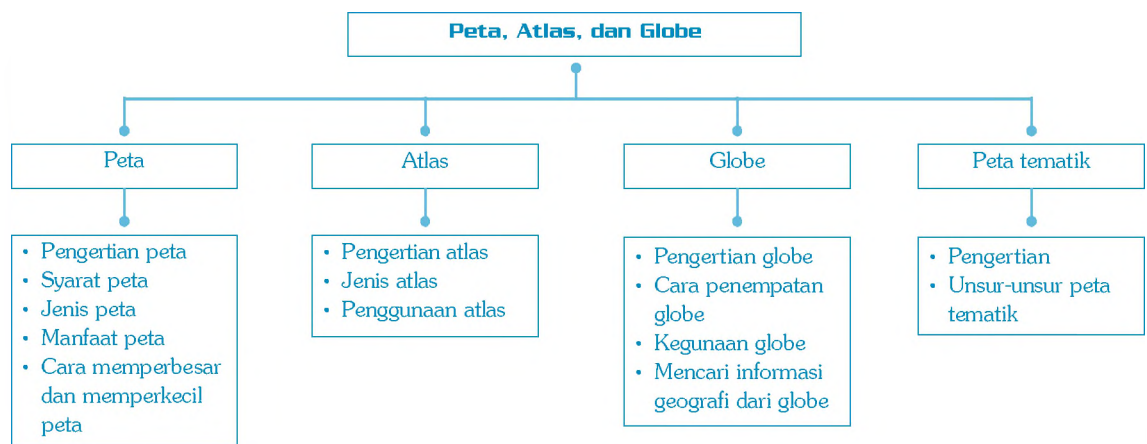 Peta, Atlas, dan Globe
Peta
Atlas
Globe
Peta tematik
• Pengertian peta
• Syarat peta
• Jenis peta
• Manfaat peta
• Cara memperbesar
dan memperkecil
peta
• Pengertian atlas
• Jenis atlas
• Penggunaan atlas
• Pengertian globe
• Cara penempatan
globe
• Kegunaan globe
• Mencari informasi
geografi dari globe
• Pengertian
• Unsur-unsur peta
tematik